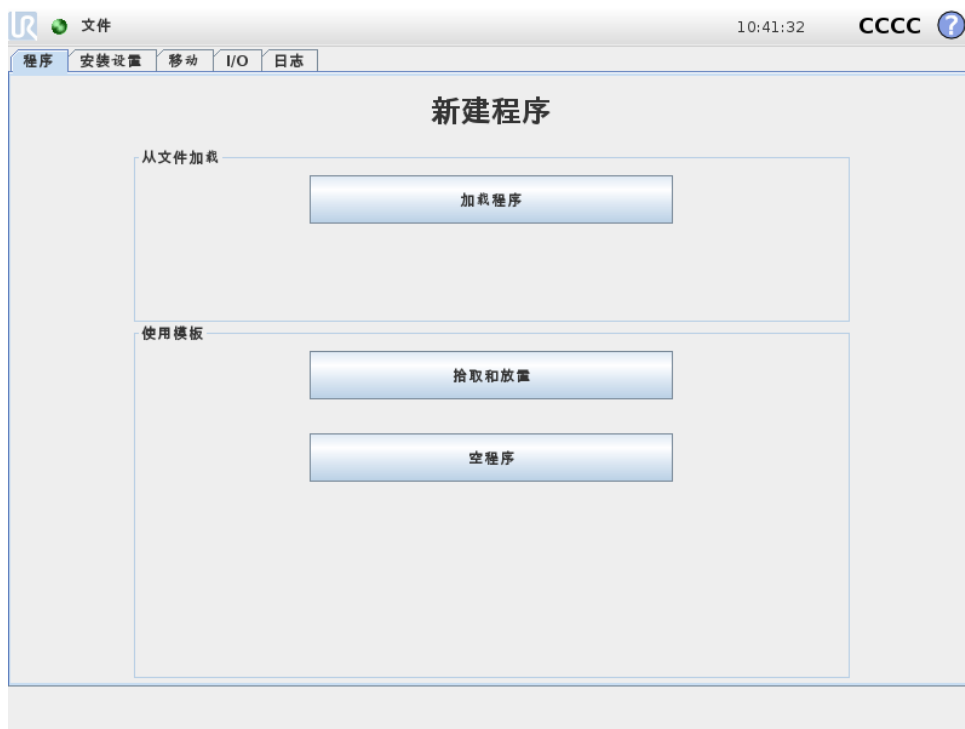 UR 文件 10:41:32 CCCC ?
程序 安装设置 移动 I/O 日志
新建程序
从文件加载
加载程序
使用模板
拾取和放置
空程序